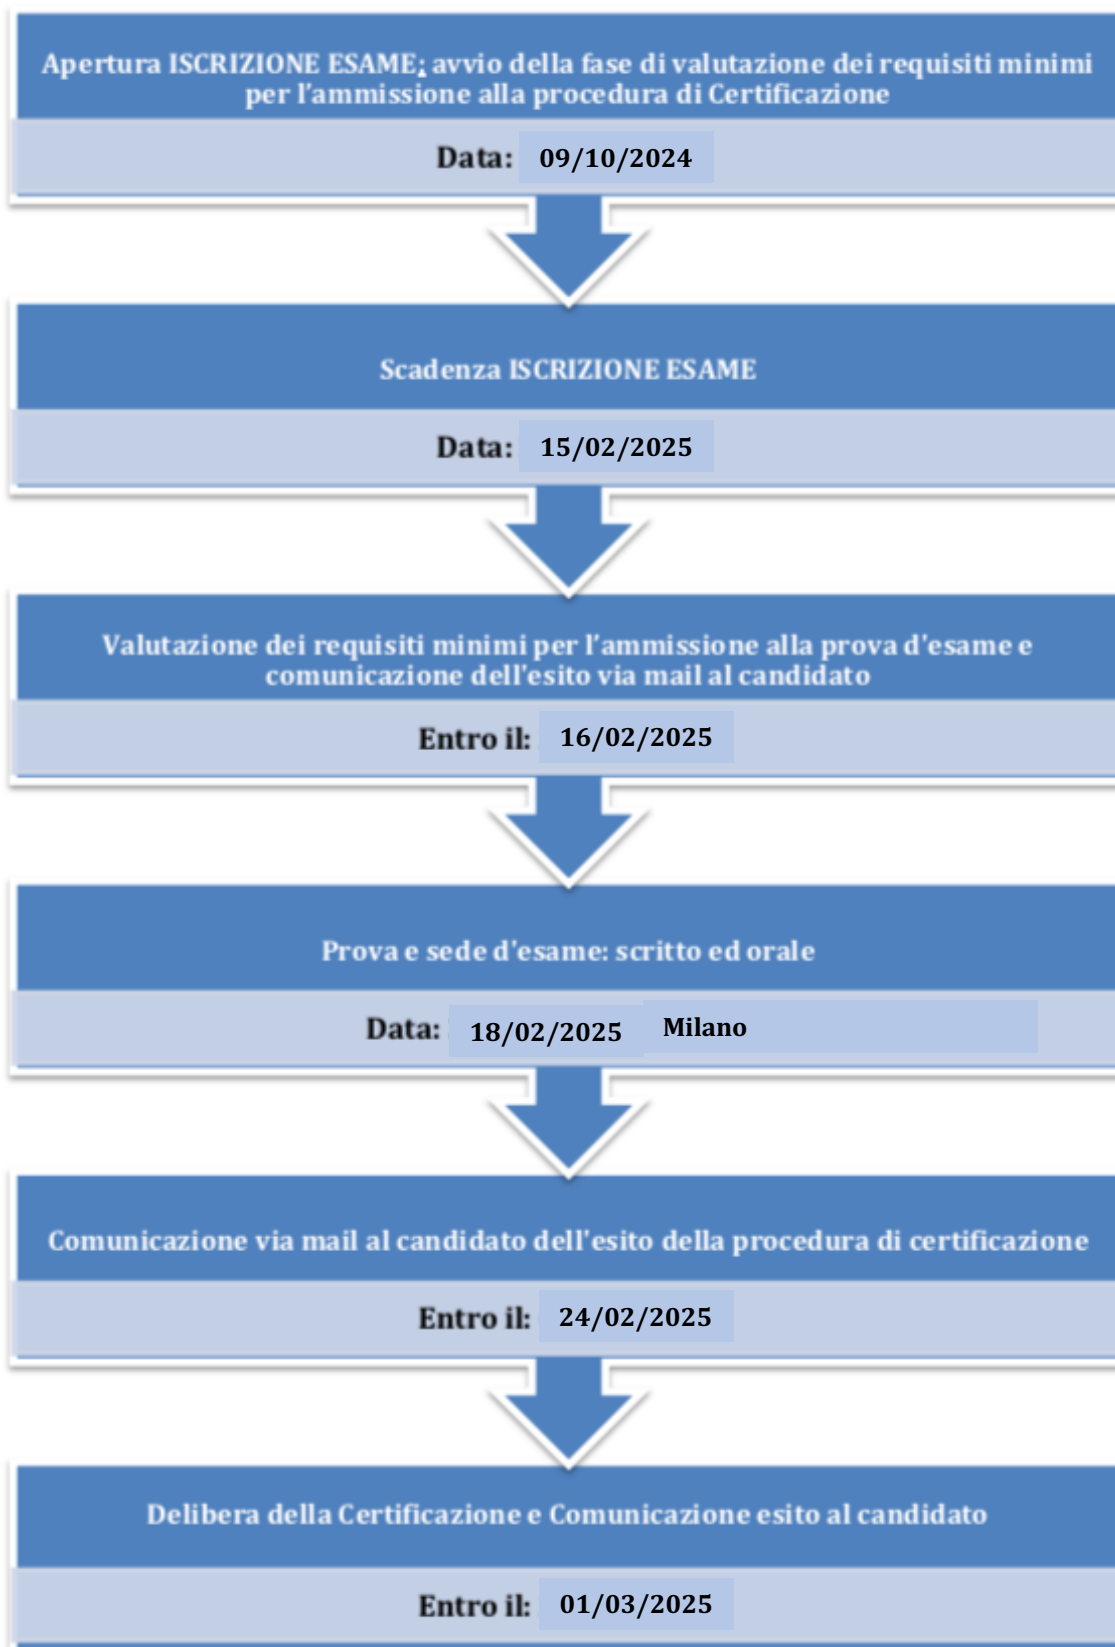 Apertura ISCRIZIONE ESAME; avvio della fase di valutazione dei requisiti minimi
per l'ammissione alla procedura di Certificazione
Data: 09/10/2024
Scadenza ISCRIZIONE ESAME
Data: 15/02/2025
Valutazione dei requisiti minimi per l'ammissione alla prova d'esame e
comunicazione dell'esito via mail al candidato
Entro il: 16/02/2025
Prova e sede d'esame: scritto ed orale
Data: 18/02/2025 Milano
Comunicazione via mail al candidato dell'esito della procedura di certificazione
Entro il: 24/02/2025
Delibera della Certificazione e Comunicazione esito al candidato
Entro il: 01/03/2025